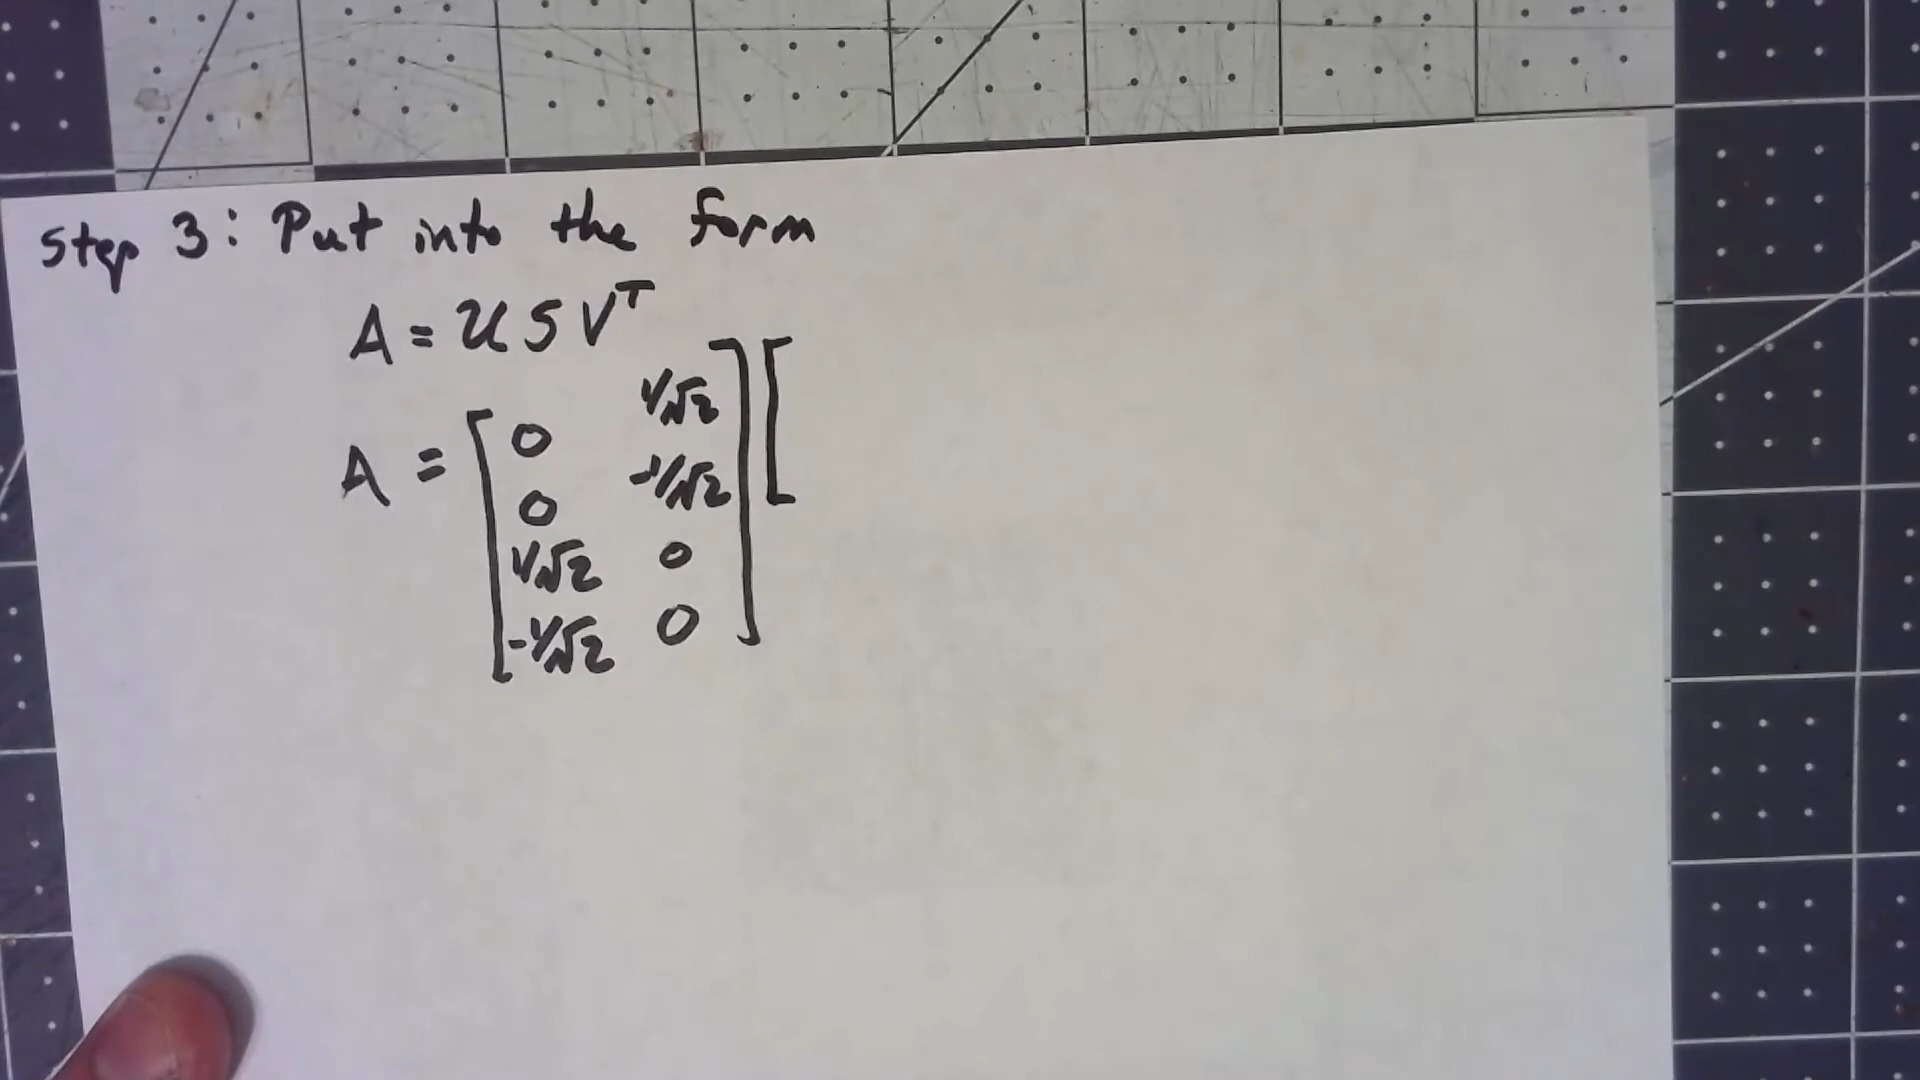 Step 3: Put into the form
A = U S V^T
A = [ 0 1/√2 ] [
0 -1/√2
1/√2 0
-1/√2 0